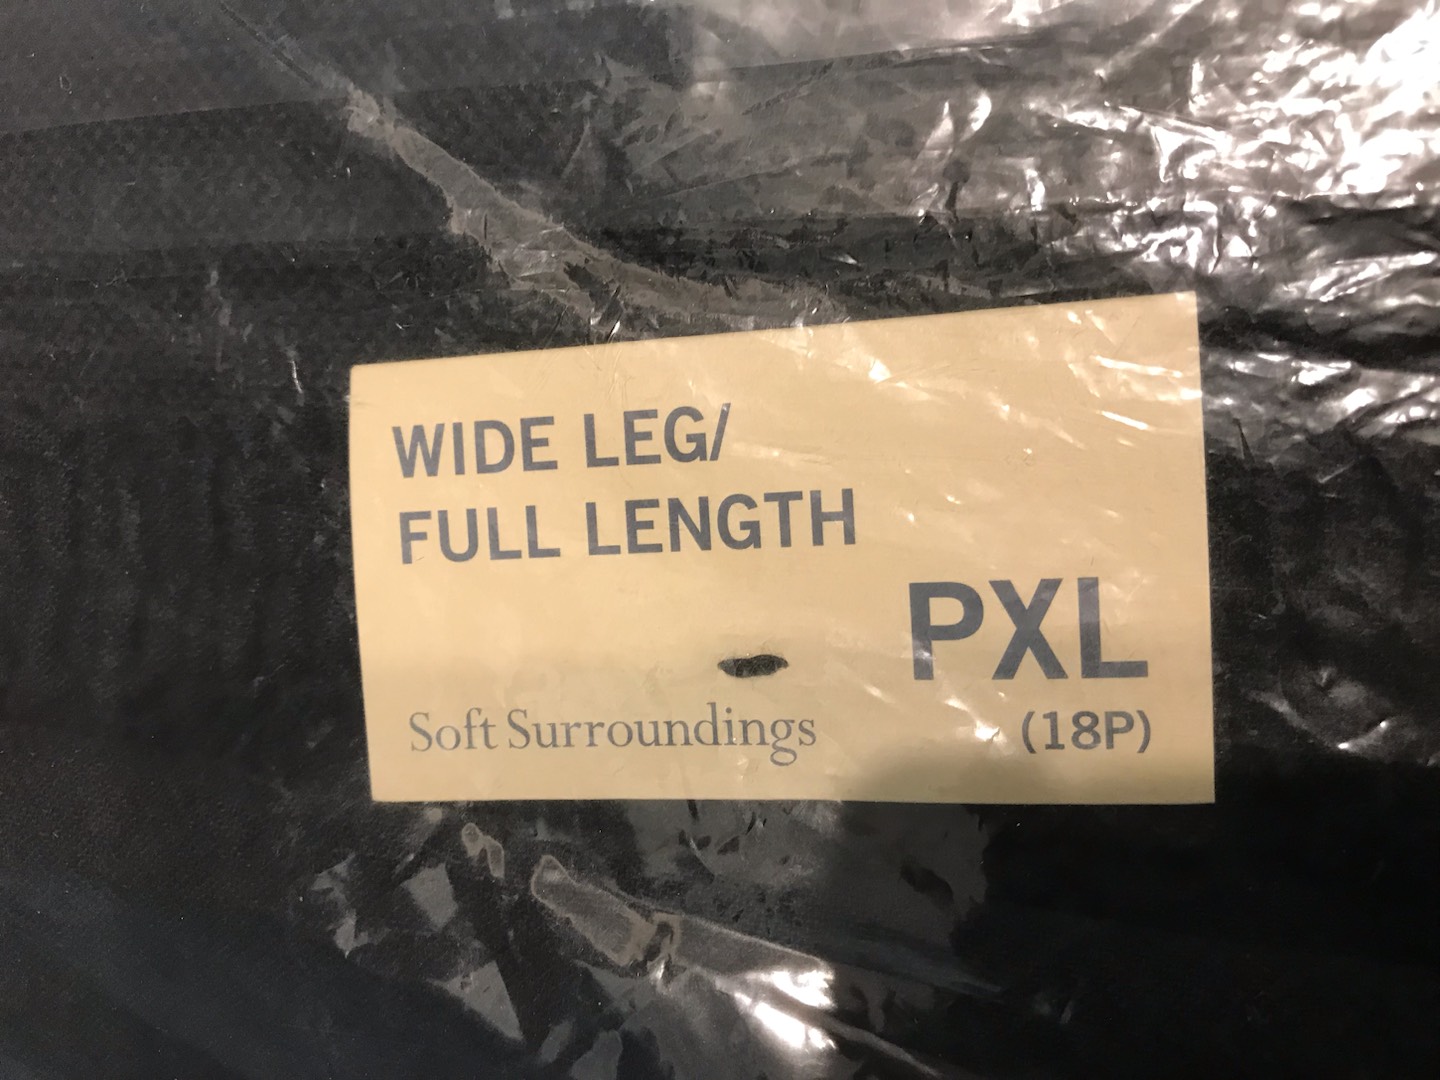 WIDE LEG/
FULL LENGTH
PXL
Soft Surroundings
(18P)